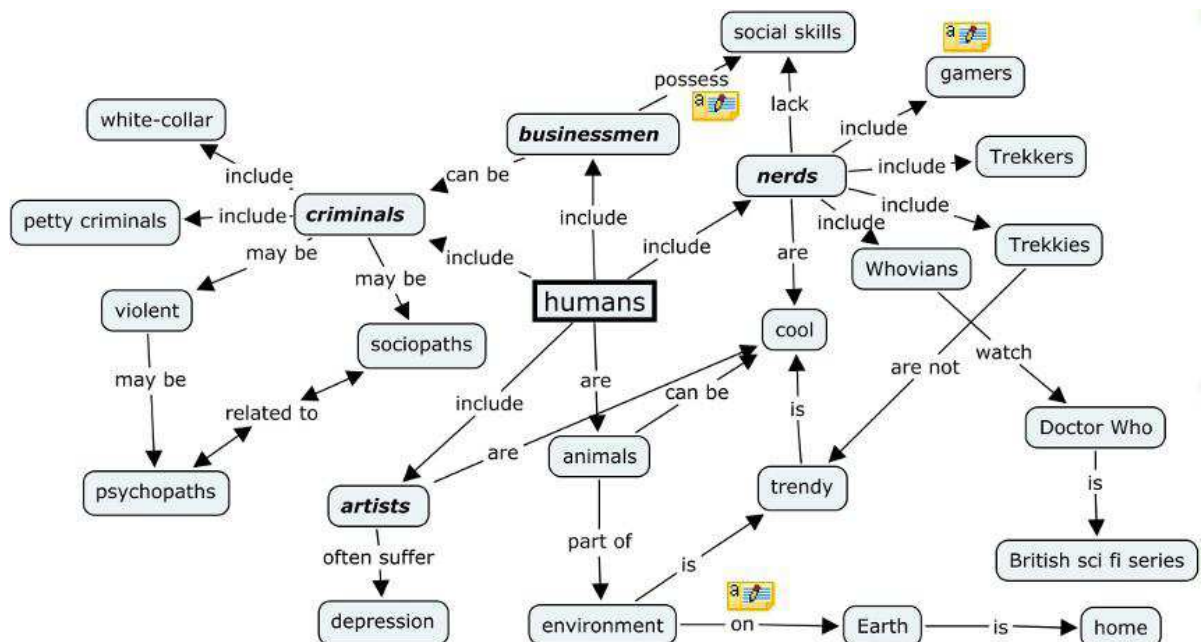 social skills
a
gamers
possess
a
white-collar
lack
businessmen
include
Trekkers
include
include
can be
nerds
criminals
petty criminals
include
include
include
include
Trekkies
may be
include
include
are
Whovians
may be
humans
violent
cool
sociopaths
watch
are not
may be
are
can be
include
is
related to
Doctor Who
are
animals
psychopaths
trendy
is
artists
part of
often suffer
is
British sci fi series
a
depression
environment
on
Earth
is
home